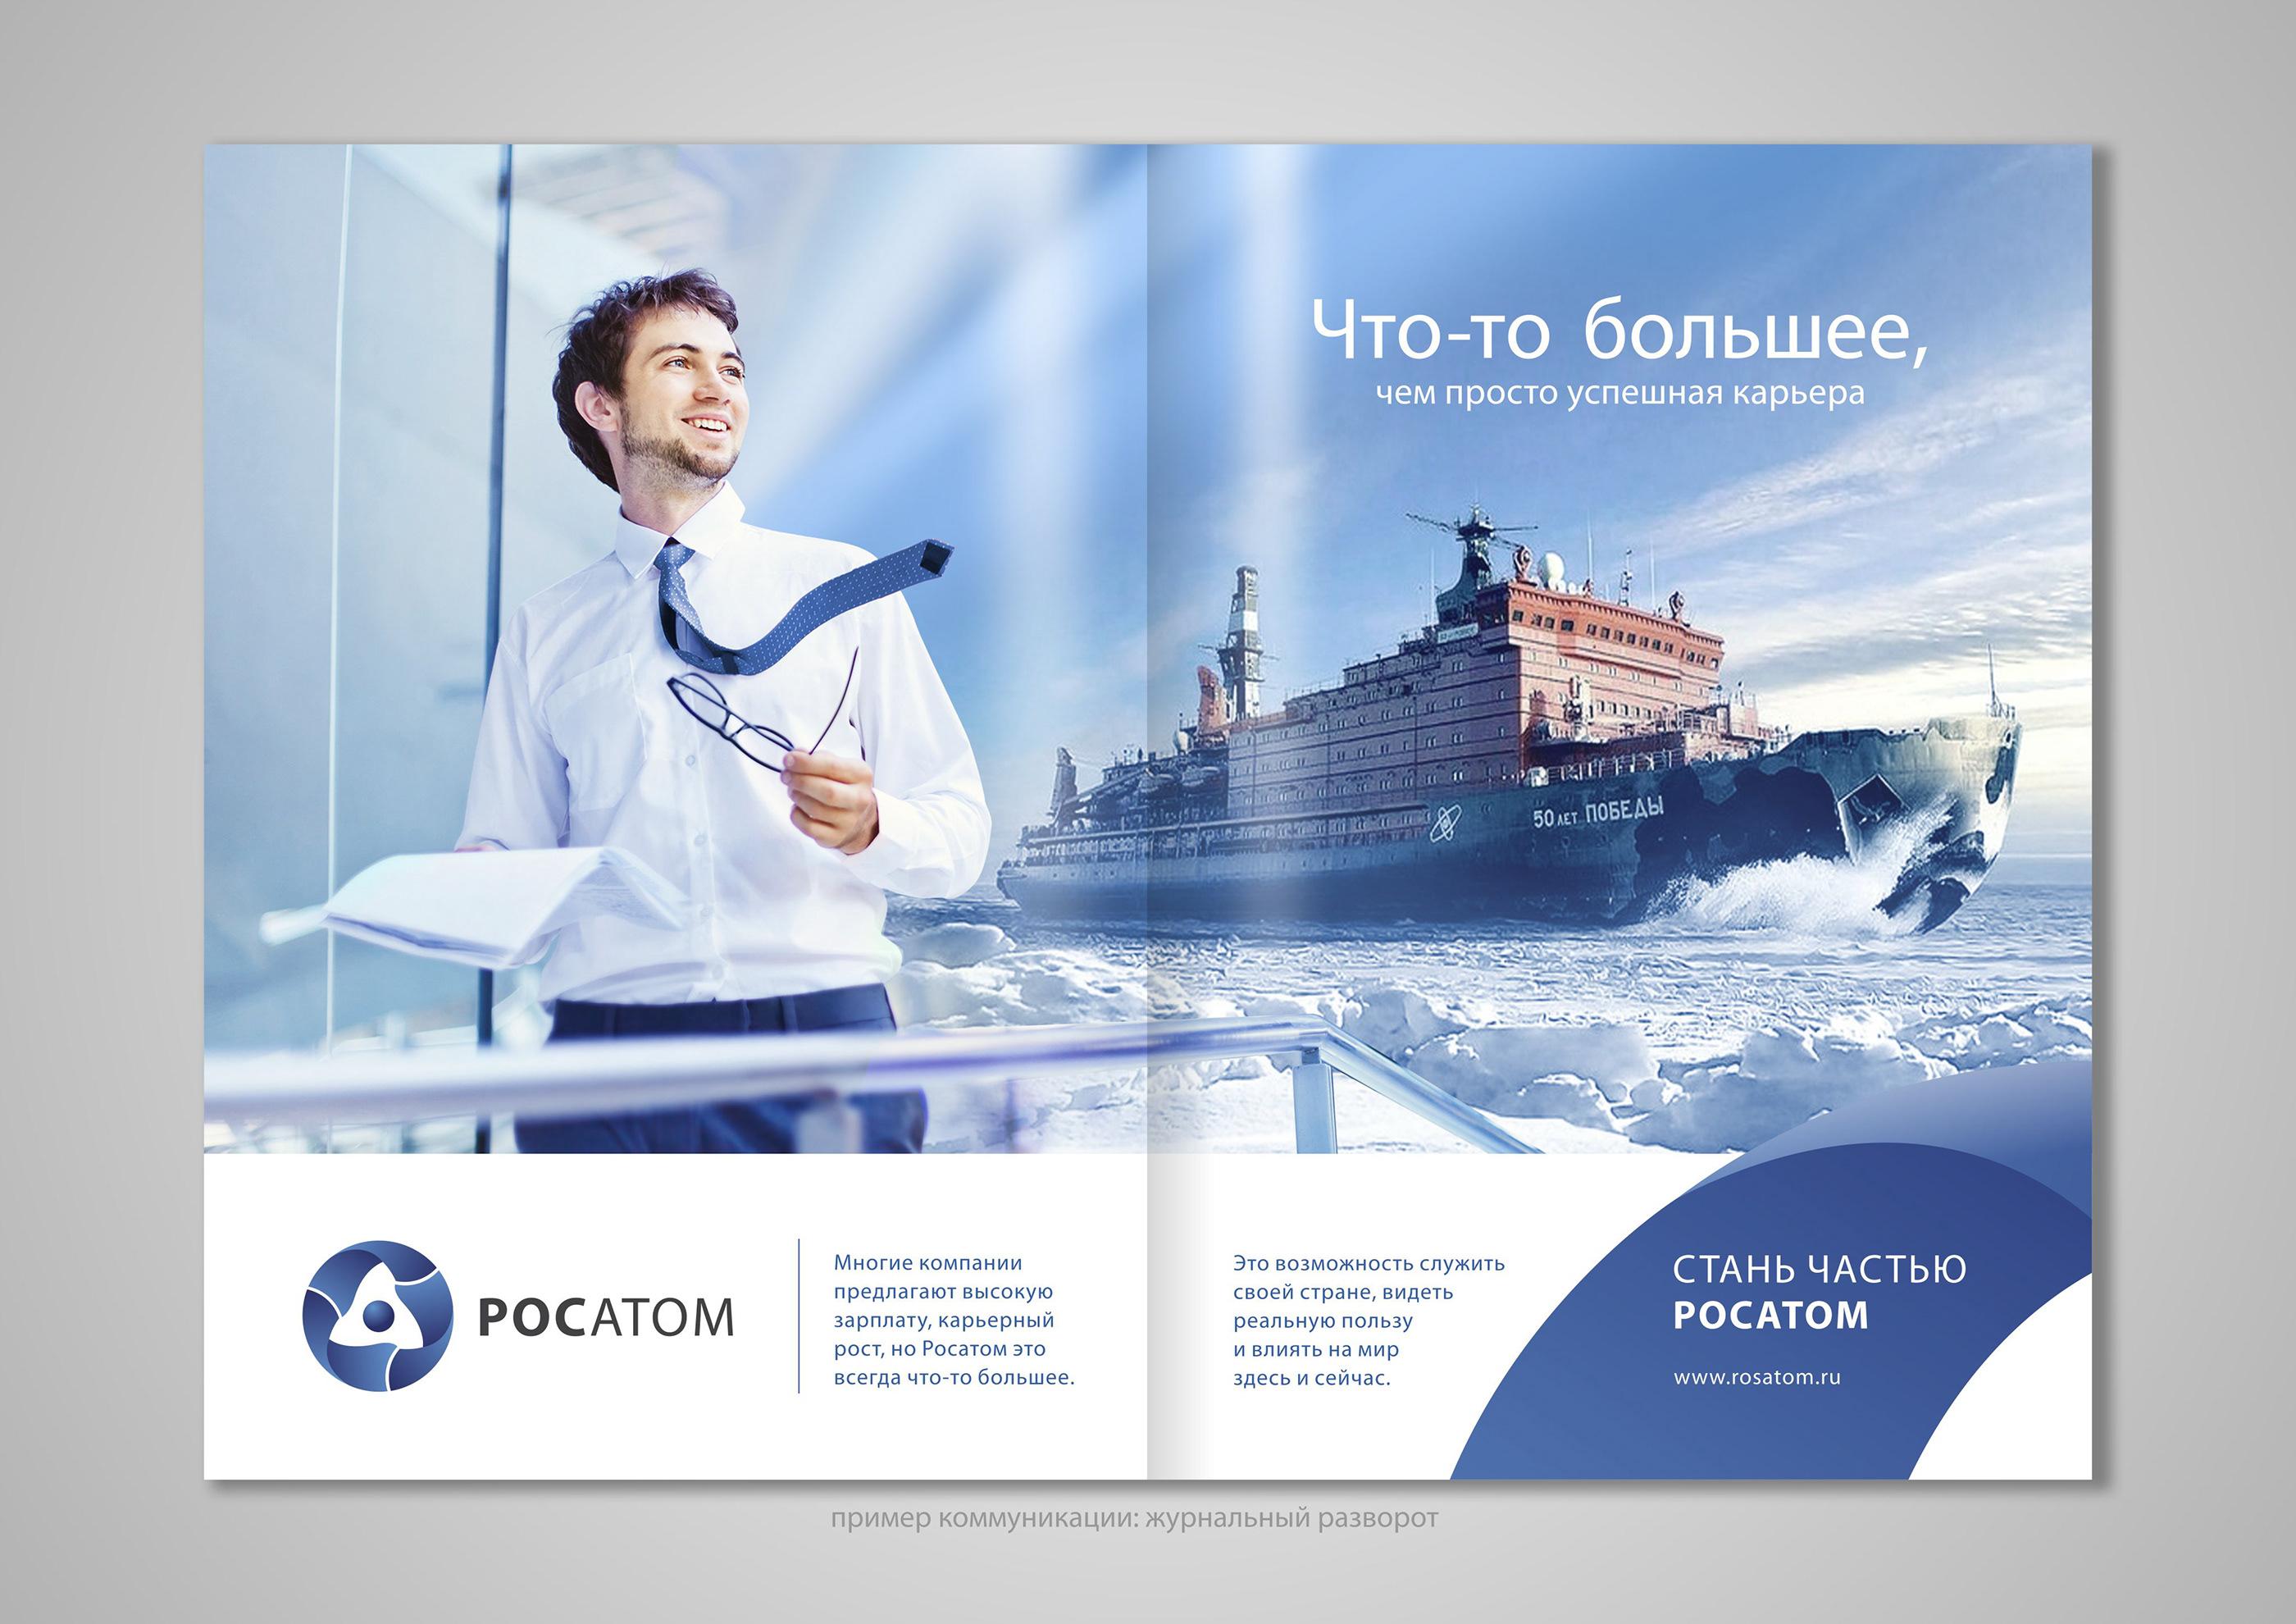 Что-то большее,
чем просто успешная карьера
50 лет ПОБЕДЫ
РОСАТОМ
Многие компании
предлагают высокую
зарплату, карьерный
рост, но Росатом это
всегда что-то большее.
Это возможность служить
своей стране, видеть
реальную пользу
и влиять на мир
здесь и сейчас.
СТАНЬ ЧАСТЬЮ
РОСАТОМ
www.rosatom.ru
пример коммуникации: журнальный разворот